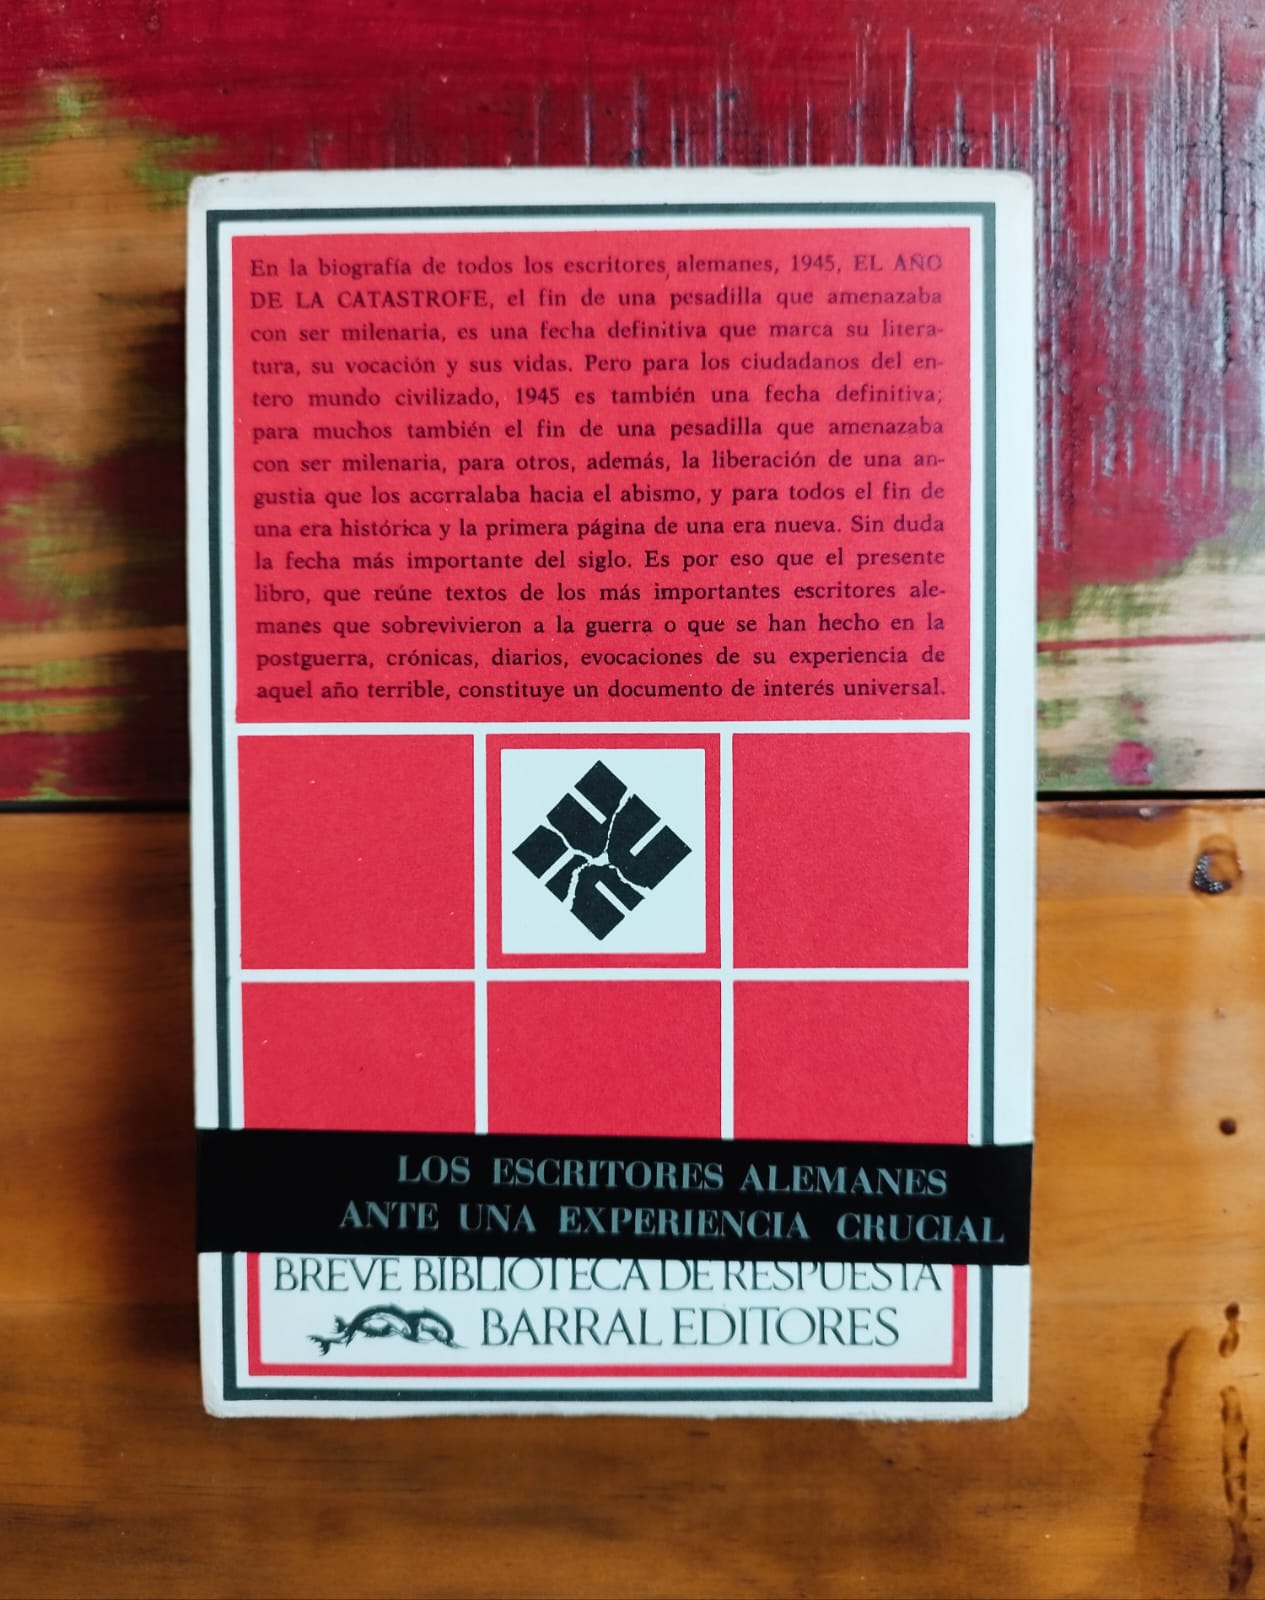 En la biografía de todos los escritores alemanes, 1945, EL AÑO
DE LA CATASTROFE, el fin de una pesadilla que amenazaba
con ser milenaria, es una fecha definitiva que marca su litera-
tura, su vocación y sus vidas. Pero para los ciudadanos del en-
tero mundo civilizado, 1945 es también una fecha definitiva;
para muchos también el fin de una pesadilla que amenazaba
con ser milenaria, para otros, además, la liberación de una an-
gustia que los acorralaba hacia el abismo, y para todos el fin de
una era histórica y la primera página de una era nueva. Sin duda
la fecha más importante del siglo. Es por eso que el presente
libro, que reúne textos de los más importantes escritores ale-
manes que sobrevivieron a la guerra o que se han hecho en la
postguerra, crónicas, diarios, evocaciones de su experiencia de
aquel año terrible, constituye un documento de interés universal.
LOS ESCRITORES ALEMANES
ANTE UNA EXPERIENCIA CRUCIAL
BREVE BIBLIOTECA DE RESPUESTA
BARRAL EDITORES